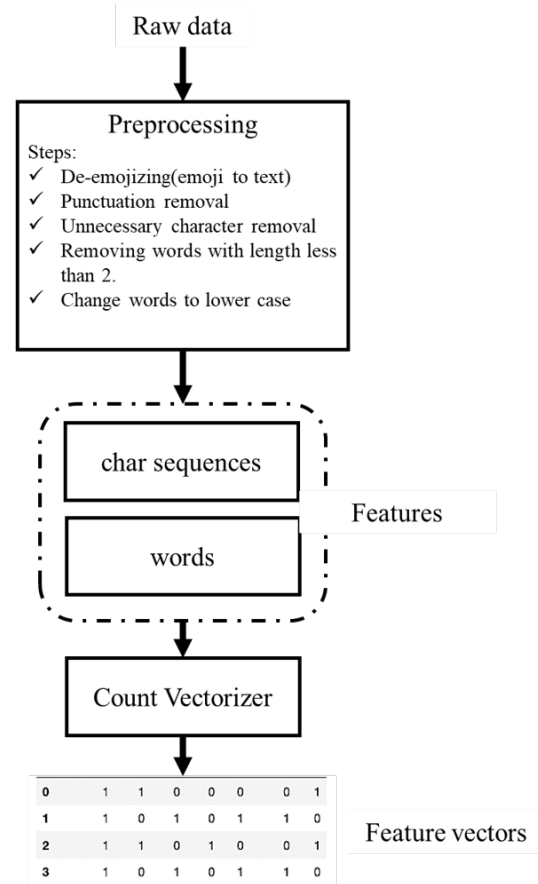 Raw data
Preprocessing
Steps:
✓ De-emojizing(emoji to text)
✓ Punctuation removal
✓ Unnecessary character removal
✓ Removing words with length less
than 2.
✓ Change words to lower case
char sequences
Features
words
Count Vectorizer
0 1 1 0 0 0 0 1
1 1 0 1 0 1 1 0
2 1 1 0 1 0 0 1
3 1 0 1 0 1 1 0
Feature vectors